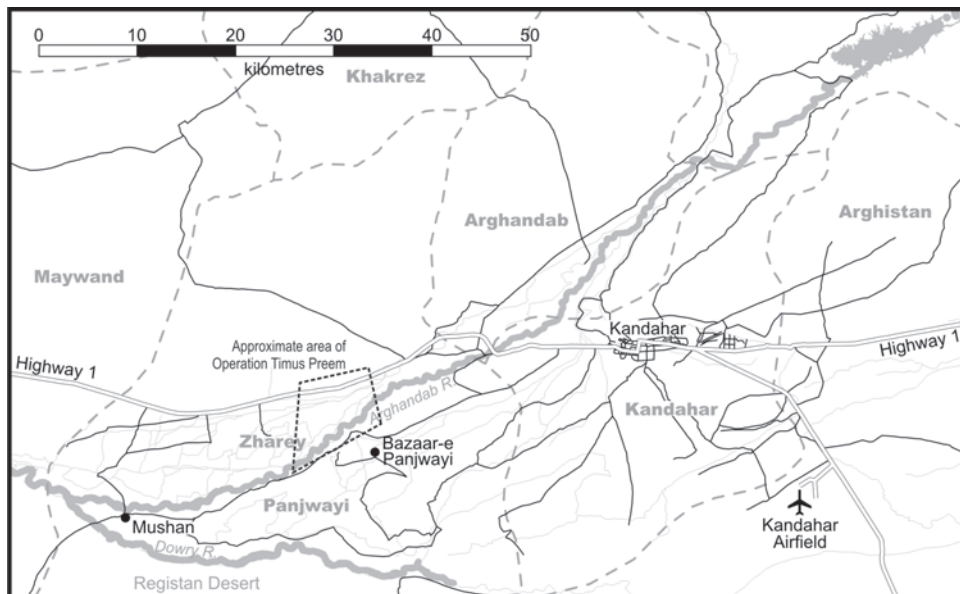 0 10 20 30 40 50
kilometres
Khakrez
Arghandab
Arghistan
Maywand
Kandahar
Approximate area of
Operation Timus Preem
Highway 1
Highway 1
Arghandab R.
Kandahar
Zharey
Bazaar-e
Panjwayi
Panjwayi
Mushan
Kandahar
Airfield
Dowry R.
Registan Desert